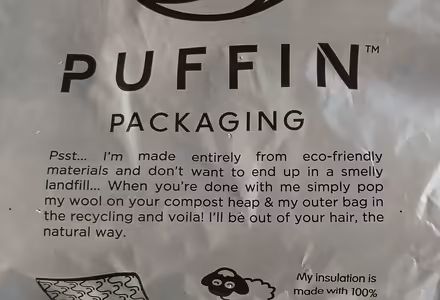 PUFFIN™
PACKAGING
Psst... I'm made entirely from eco-friendly
materials and don't want to end up in a smelly
landfill... When you're done with me simply pop
my wool on your compost heap & my outer bag in
the recycling and voila! I'll be out of your hair, the
natural way.
My insulation is
made with 100%